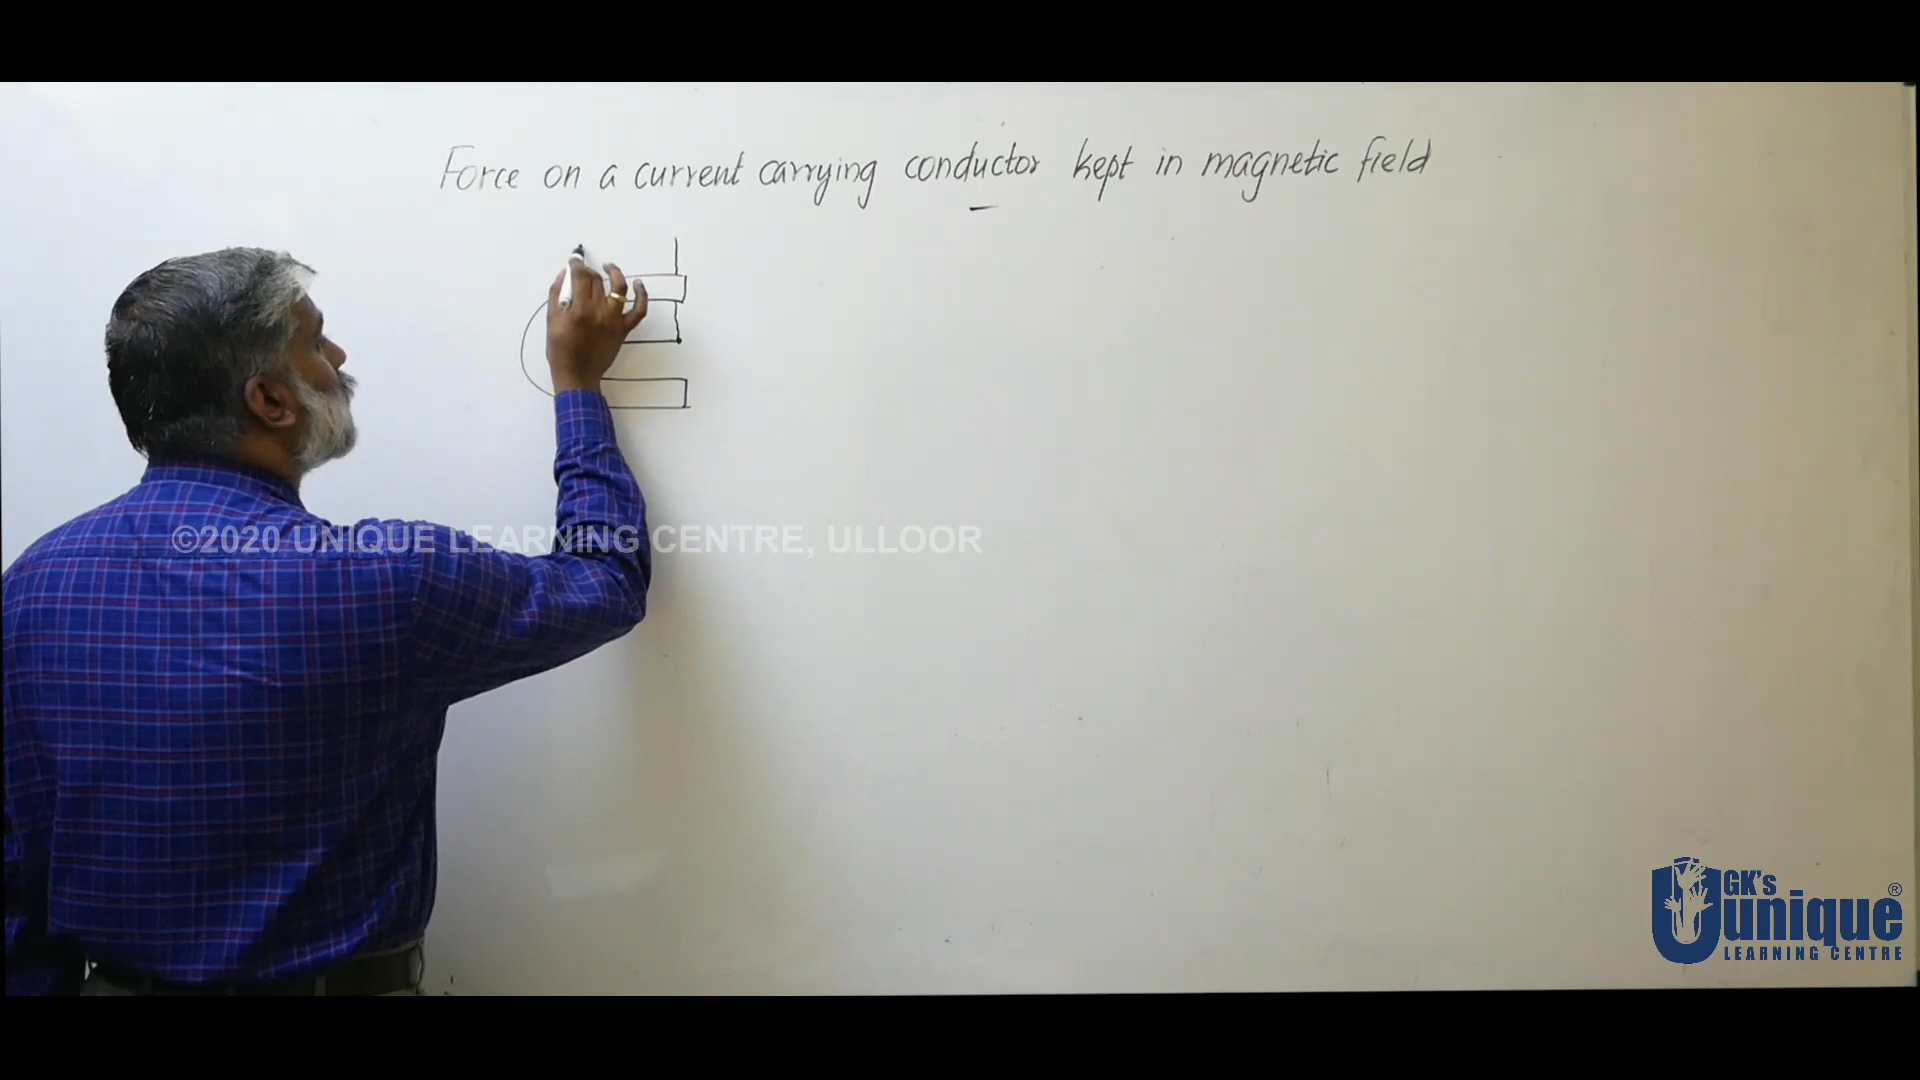 Force on a current carrying conductor kept in magnetic field
©2020 UNIQUE LEARNING CENTRE, ULLOOR
GK's
unique®
LEARNING CENTRE